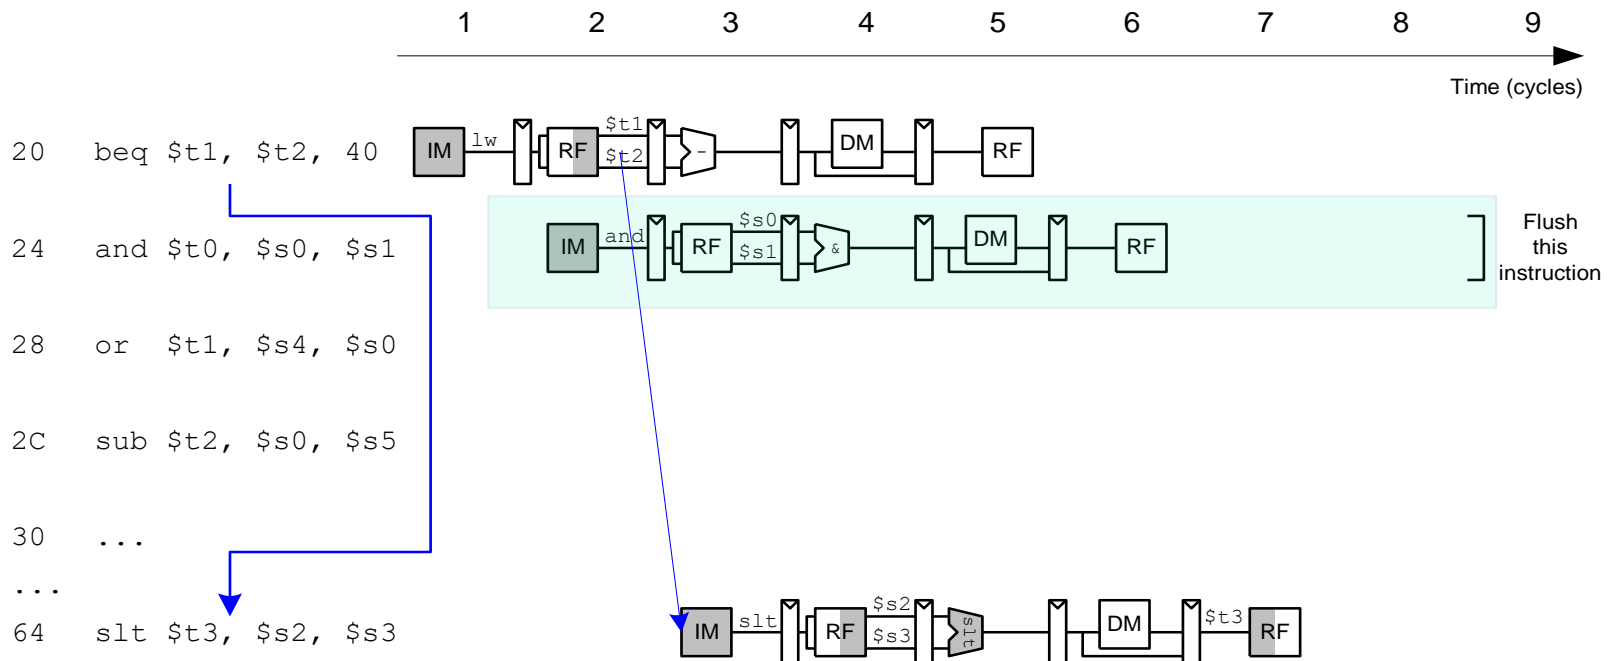 1 2 3 4 5 6 7 8 9
Time (cycles)
20 beq $t1, $t2, 40 IM lw RF $t1 $t2 - DM RF
24 and $t0, $s0, $s1 IM and RF $s0 $s1 & DM RF
Flush
this
instruction
28 or $t1, $s4, $s0
2C sub $t2, $s0, $s5
30 ...
...
64 slt $t3, $s2, $s3 IM slt RF $s2 $s3 slt DM $t3 RF